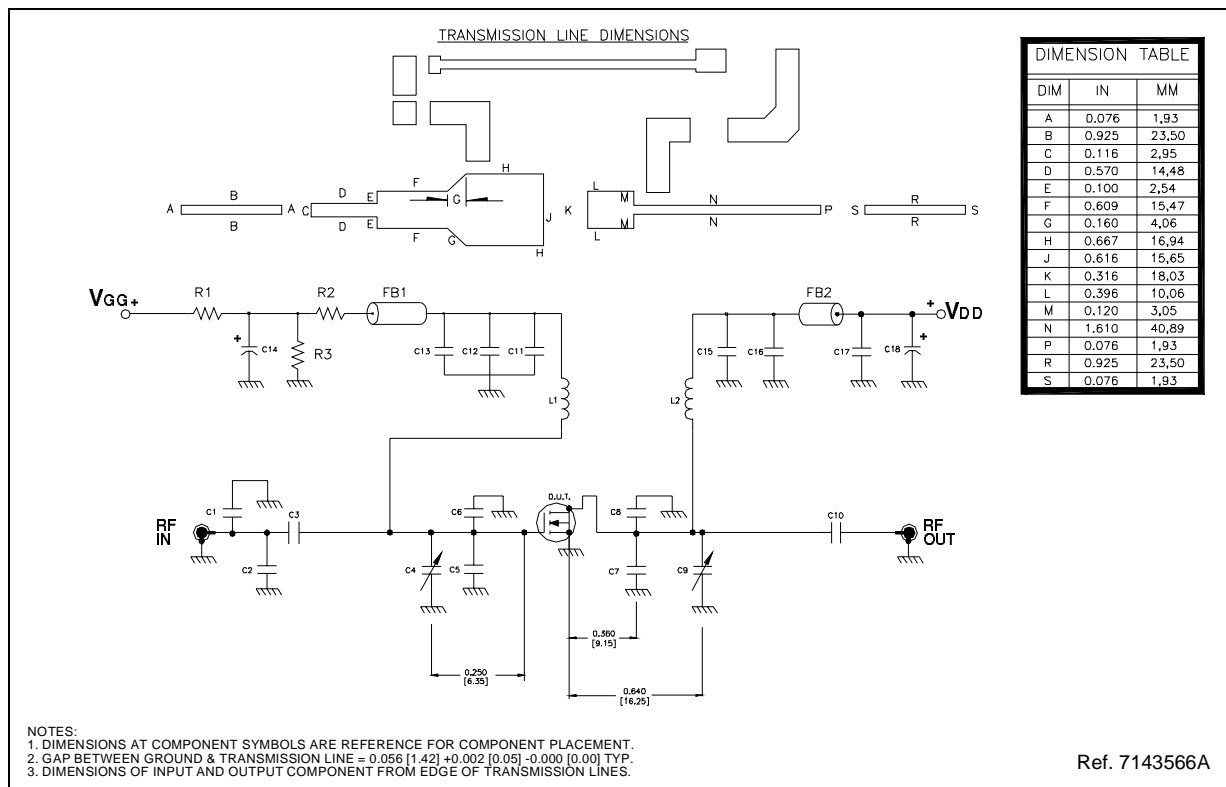 TRANSMISSION LINE DIMENSIONS
DIMENSION TABLE
DIM IN MM
A 0.076 1,93
B 0.925 23,50
C 0.116 2,95
D 0.570 14,48
E 0.100 2,54
F 0.609 15,47
G 0.160 4,06
H 0.667 16,94
J 0.616 15,65
K 0.316 18,03
L 0.396 10,06
M 0.120 3,05
N 1.610 40,89
P 0.076 1,93
R 0.925 23,50
S 0.076 1,93
H
F
D
B
E
G
L
M
N
R
A
A
C
J
K
P
S
S
B
D
E
F
G
H
L
M
N
R
VGG+
R1
R2
FB1
FB2
+
VDD
+
C14
R3
C13
C12
C11
C15
C16
C17
+
C18
L1
L2
D.U.T.
C1
C3
C6
C8
C10
RF
IN
RF
OUT
C2
C4
C5
C7
C9
0.360
[9.15]
0.250
[6.35]
0.640
[16.25]
NOTES:
1. DIMENSIONS AT COMPONENT SYMBOLS ARE REFERENCE FOR COMPONENT PLACEMENT.
2. GAP BETWEEN GROUND & TRANSMISSION LINE = 0.056 [1.42] +0.002 [0.05] -0.000 [0.00] TYP.
3. DIMENSIONS OF INPUT AND OUTPUT COMPONENT FROM EDGE OF TRANSMISSION LINES.
Ref. 7143566A